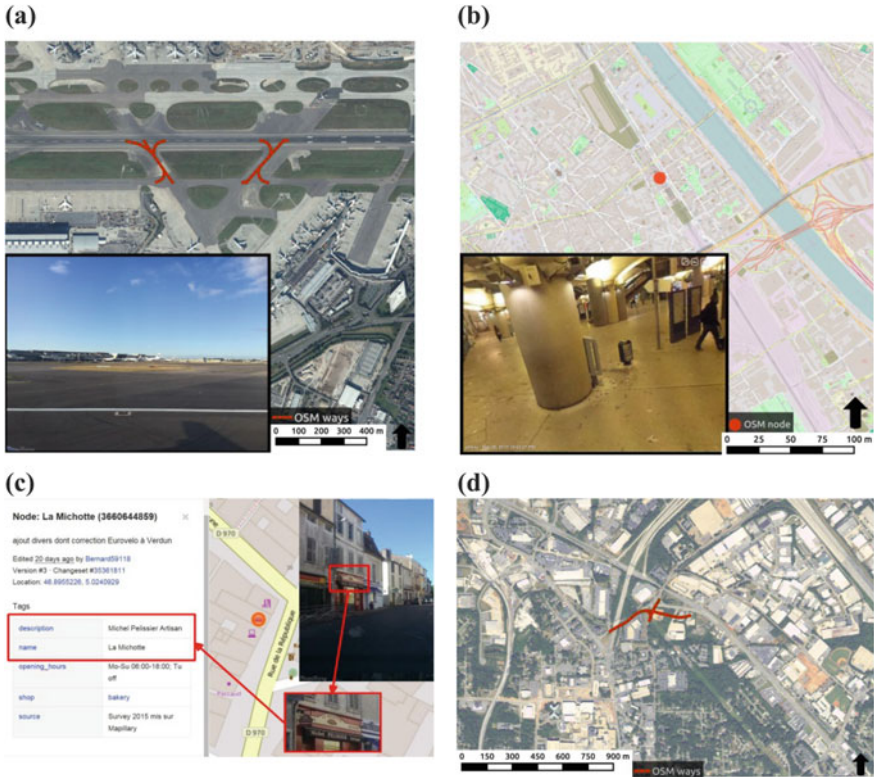 (a)
OSM ways
0 100 200 300 400 m
(b)
OSM node
0 25 50 75 100 m
(c)
Node: La Michotte (3660644859)
ajout divers dont correction Eurovelo à Verdun
Edited 20 days ago by Bernard59118
Version #3 · Changeset #35361811
Location: 46.8955226, 5.0240929
Tags
description Michel Pelissier Artisan
name La Michotte
opening_hours Mo-Su 06:00-18:00; Tu
off
shop bakery
source Survey 2015 mis sur
Mapillary
D 970
Rue de la République
D 970
(d)
0 150 300 450 600 750 900 m
OSM ways